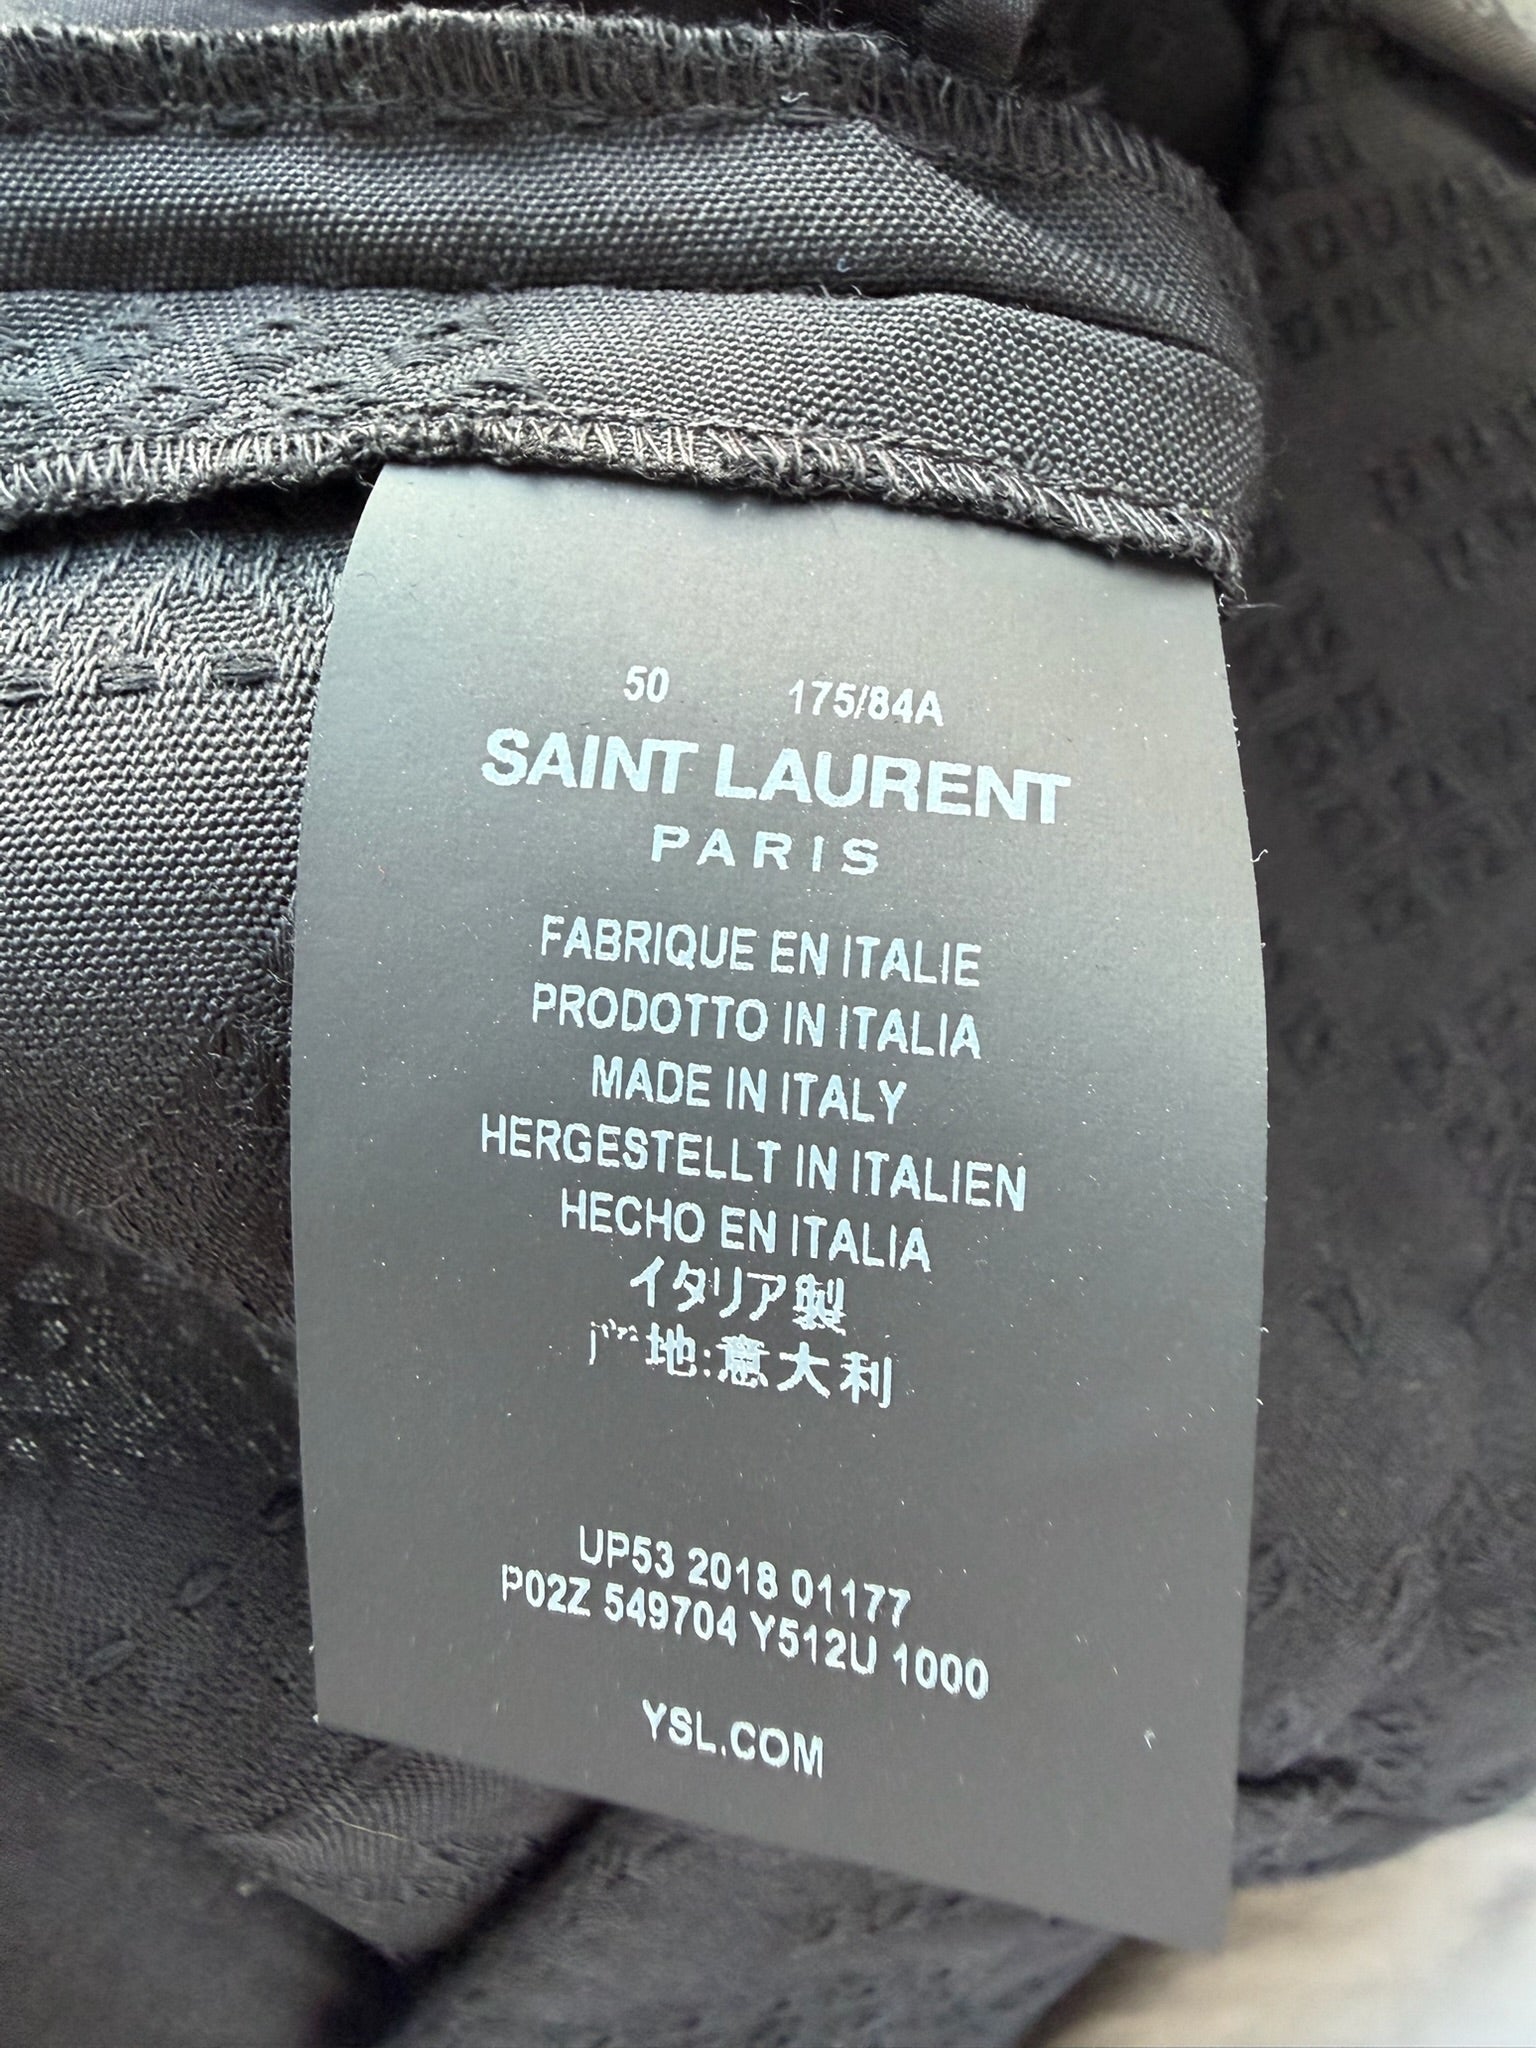 50 175/84A
SAINT LAURENT
PARIS
FABRIQUE EN ITALIE
PRODOTTO IN ITALIA
MADE IN ITALY
HERGESTELLT IN ITALIEN
HECHO EN ITALIA
イタリア製
地:意大利
UP53 2018 01177
P02Z 549704 Y512U 1000
YSL.COM